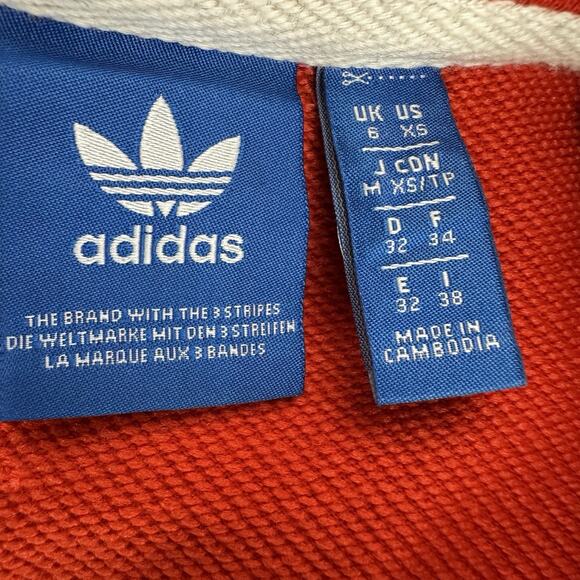 adidas
THE BRAND WITH THE 3 STRIPES
DIE WELTMARKE MIT DEN 3 STREIFEN
LA MARQUE AUX 3 BANDES
UK US
6 XS
J CDN
M XS/TP
D F
32 34
E I
32 38
MADE IN
CAMBODIA